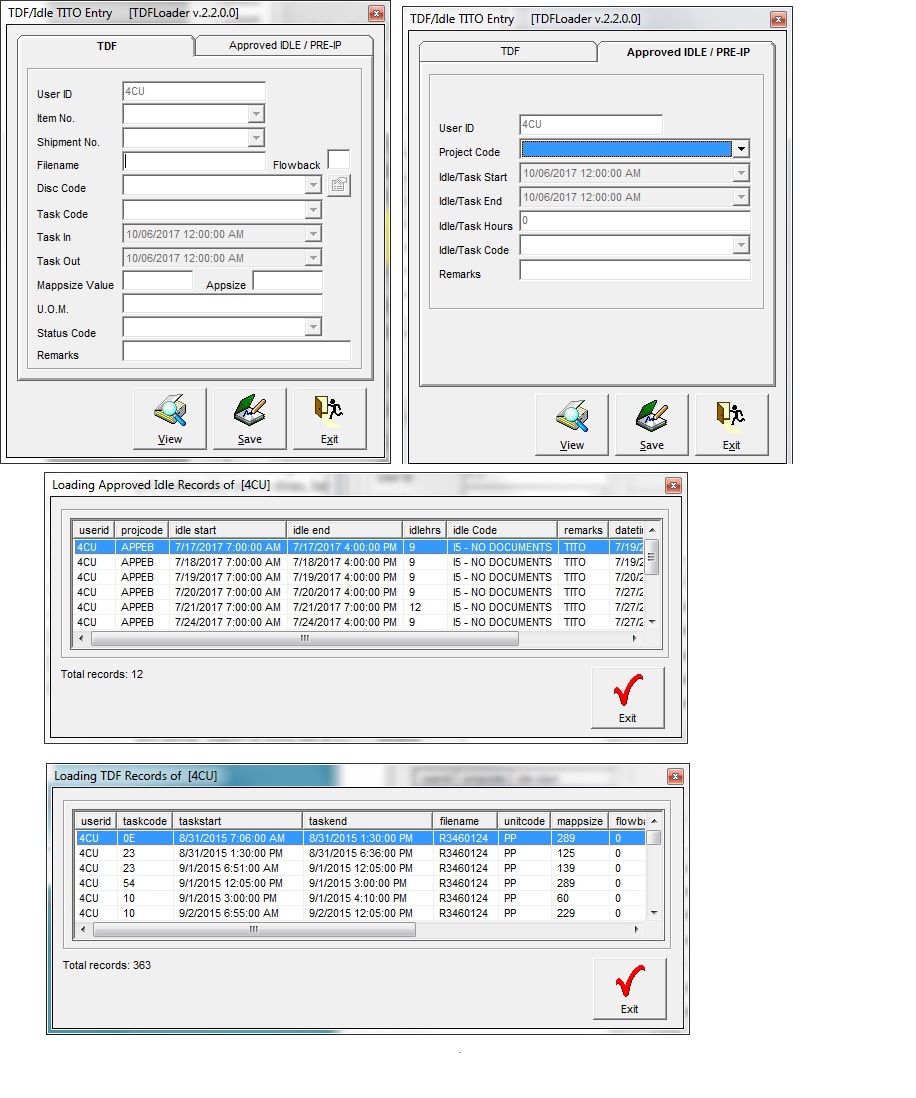 TDF/Idle TITO Entry [TDFLoader v.2.2.0.0]
TDF Approved IDLE / PRE-IP
User ID 4CU
Item No.
Shipment No.
Filename Flowback
Disc Code
Task Code
Task In 10/06/2017 12:00:00 AM
Task Out 10/06/2017 12:00:00 AM
Mappsize Value Appsize
U.O.M.
Status Code
Remarks
View Save Exit
TDF/Idle TITO Entry [TDFLoader v.2.2.0.0]
TDF Approved IDLE / PRE-IP
User ID 4CU
Project Code
Idle/Task Start 10/06/2017 12:00:00 AM
Idle/Task End 10/06/2017 12:00:00 AM
Idle/Task Hours 0
Idle/Task Code
Remarks
View Save Exit
Loading Approved Idle Records of [4CU]
userid projcode idle start idle end idlehrs idle Code remarks dateti
4CU APPEB 7/17/2017 7:00:00 AM 7/17/2017 4:00:00 PM 9 I5 - NO DOCUMENTS TITO 7/19/2
4CU APPEB 7/18/2017 7:00:00 AM 7/18/2017 4:00:00 PM 9 I5 - NO DOCUMENTS TITO 7/19/2
4CU APPEB 7/19/2017 7:00:00 AM 7/19/2017 4:00:00 PM 9 I5 - NO DOCUMENTS TITO 7/20/2
4CU APPEB 7/20/2017 7:00:00 AM 7/20/2017 4:00:00 PM 9 I5 - NO DOCUMENTS TITO 7/27/2
4CU APPEB 7/21/2017 7:00:00 AM 7/21/2017 7:00:00 PM 12 I5 - NO DOCUMENTS TITO 7/27/2
4CU APPEB 7/24/2017 7:00:00 AM 7/24/2017 4:00:00 PM 9 I5 - NO DOCUMENTS TITO 7/27/2
Total records: 12
Exit
Loading TDF Records of [4CU]
userid taskcode taskstart taskend filename unitcode mappsize flowba
4CU 0E 8/31/2015 7:06:00 AM 8/31/2015 1:30:00 PM R3460124 PP 289 0
4CU 23 8/31/2015 1:30:00 PM 8/31/2015 6:36:00 PM R3460124 PP 125 0
4CU 23 9/1/2015 6:51:00 AM 9/1/2015 12:05:00 PM R3460124 PP 139 0
4CU 54 9/1/2015 12:05:00 PM 9/1/2015 3:00:00 PM R3460124 PP 289 0
4CU 10 9/1/2015 3:00:00 PM 9/1/2015 4:10:00 PM R3460124 PP 60 0
4CU 10 9/2/2015 6:55:00 AM 9/2/2015 12:05:00 PM R3460124 PP 229 0
Total records: 363
Exit